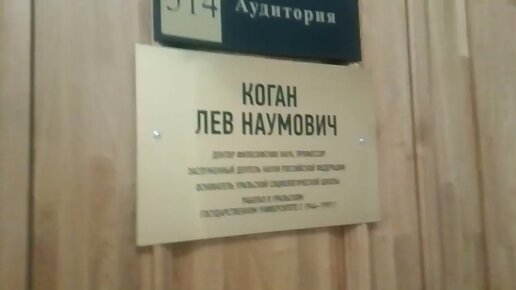 314 Аудитория
КОГАН
ЛЕВ НАУМОВИЧ
ДОКТОР ФИЛОСОФСКИХ НАУК, ПРОФЕССОР
ЗАСЛУЖЕННЫЙ ДЕЯТЕЛЬ НАУКИ РОССИЙСКОЙ ФЕДЕРАЦИИ
ОСНОВАТЕЛЬ УРАЛЬСКОЙ СОЦИОЛОГИЧЕСКОЙ ШКОЛЫ
РАБОТАЛ В УРАЛЬСКОМ
ГОСУДАРСТВЕННОМ УНИВЕРСИТЕТЕ С